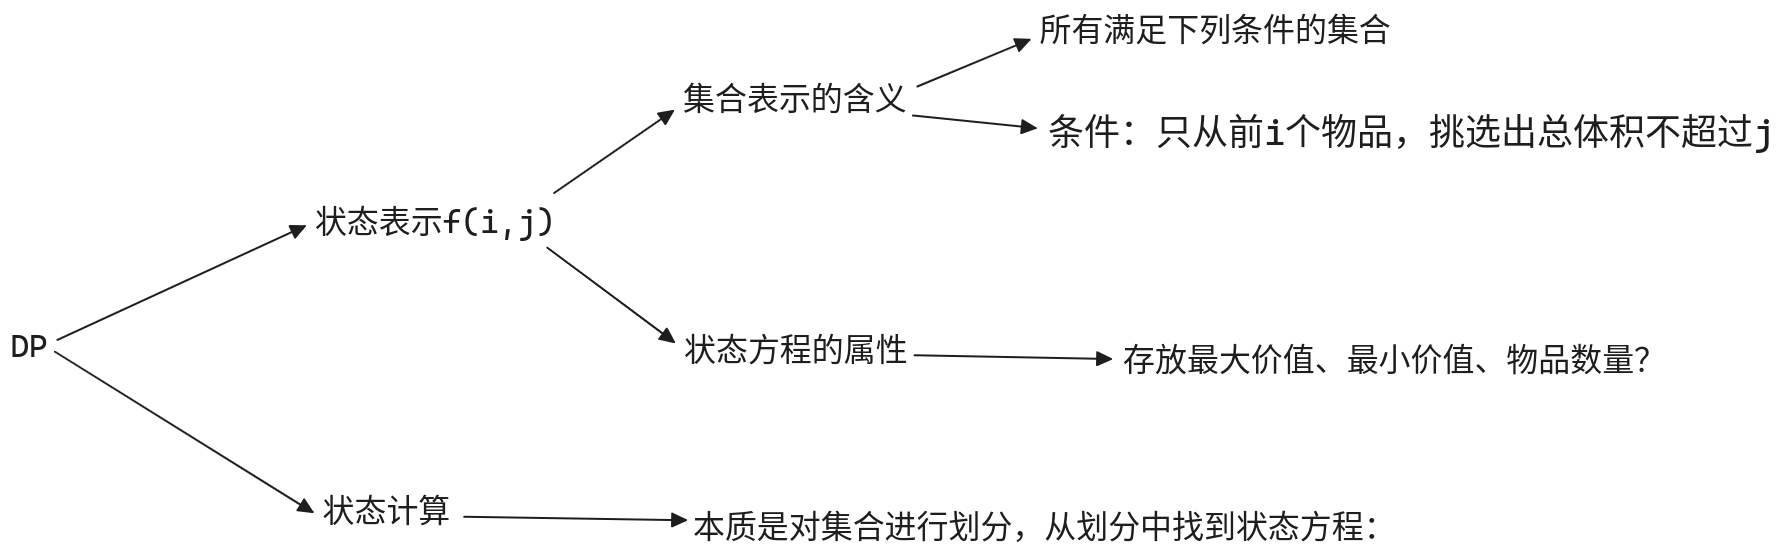 所有满足下列条件的集合
集合表示的含义
条件：只从前i个物品，挑选出总体积不超过j
状态表示f(i,j)
DP
状态方程的属性
存放最大价值、最小价值、物品数量？
状态计算
本质是对集合进行划分，从划分中找到状态方程：